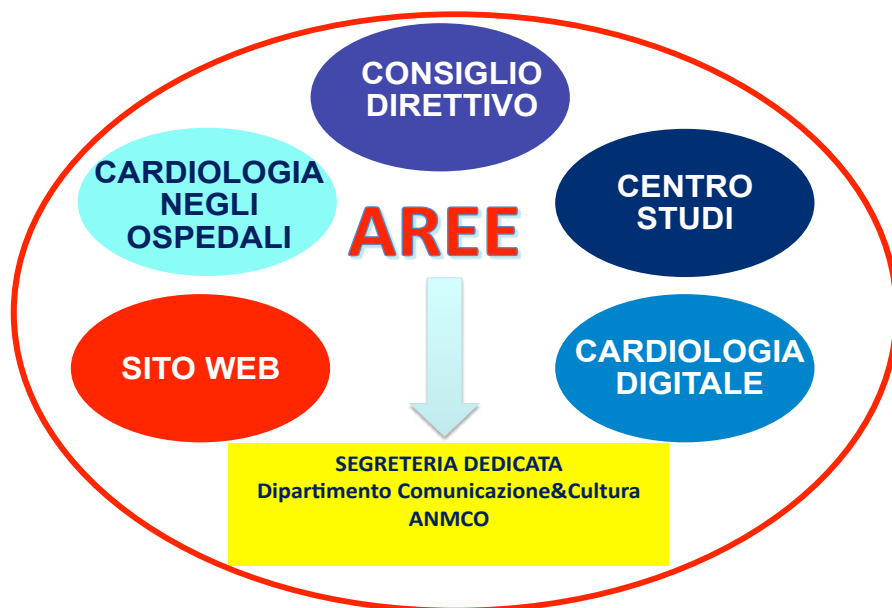 CONSIGLIO
DIRETTIVO
CARDIOLOGIA
NEGLI
OSPEDALI
CENTRO
STUDI
AREE
SITO WEB
CARDIOLOGIA
DIGITALE
SEGRETERIA DEDICATA
Dipartimento Comunicazione&Cultura
ANMCO